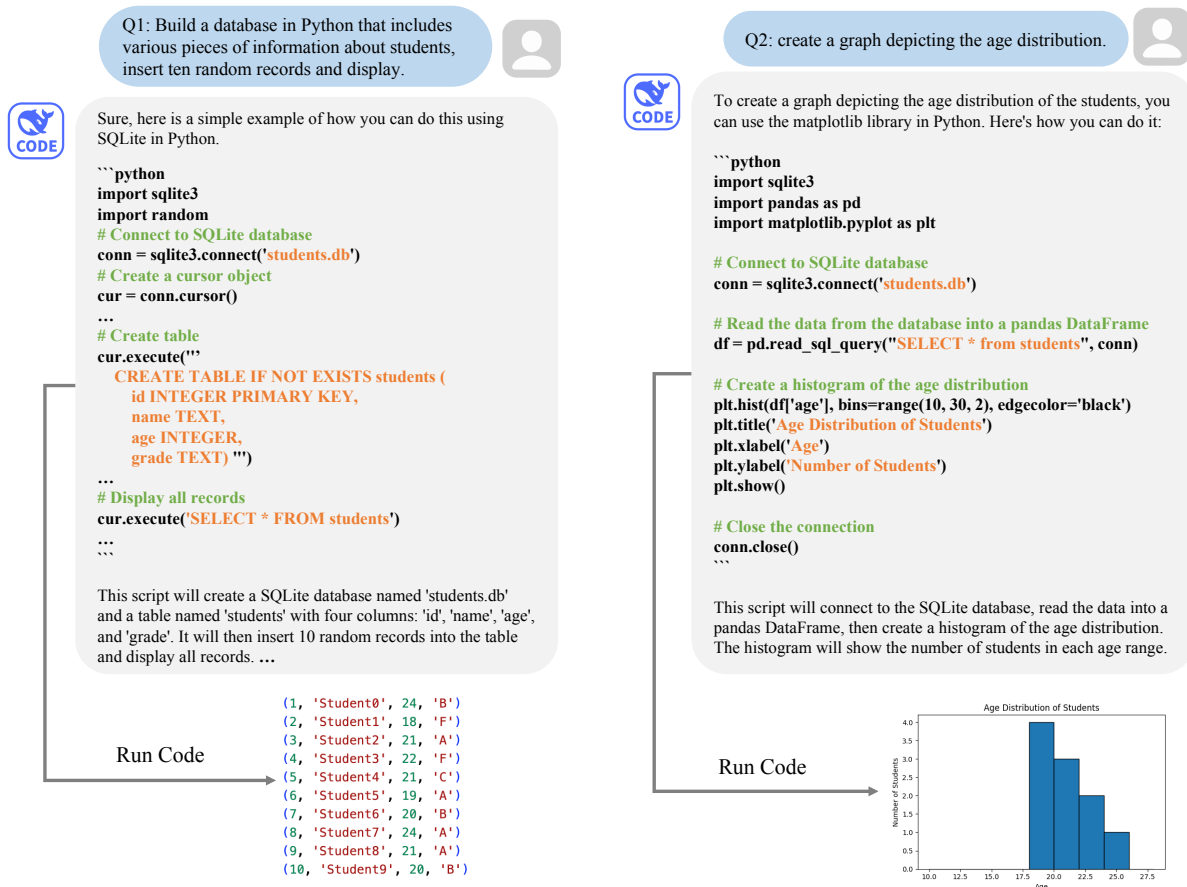 Q1: Build a database in Python that includes
various pieces of information about students,
insert ten random records and display.
CODE
Sure, here is a simple example of how you can do this using
SQLite in Python.
```python
import sqlite3
import random
# Connect to SQLite database
conn = sqlite3.connect('students.db')
# Create a cursor object
cur = conn.cursor()
…
# Create table
cur.execute('''
CREATE TABLE IF NOT EXISTS students (
id INTEGER PRIMARY KEY,
name TEXT,
age INTEGER,
grade TEXT) ''')
…
# Display all records
cur.execute('SELECT * FROM students')
…
```
This script will create a SQLite database named 'students.db'
and a table named 'students' with four columns: 'id', 'name', 'age',
and 'grade'. It will then insert 10 random records into the table
and display all records. …
Run Code
(1, 'Student0', 24, 'B')
(2, 'Student1', 18, 'F')
(3, 'Student2', 21, 'A')
(4, 'Student3', 22, 'F')
(5, 'Student4', 21, 'C')
(6, 'Student5', 19, 'A')
(7, 'Student6', 20, 'B')
(8, 'Student7', 24, 'A')
(9, 'Student8', 21, 'A')
(10, 'Student9', 20, 'B')
Q2: create a graph depicting the age distribution.
CODE
To create a graph depicting the age distribution of the students, you
can use the matplotlib library in Python. Here's how you can do it:
```python
import sqlite3
import pandas as pd
import matplotlib.pyplot as plt
# Connect to SQLite database
conn = sqlite3.connect('students.db')
# Read the data from the database into a pandas DataFrame
df = pd.read_sql_query("SELECT * from students", conn)
# Create a histogram of the age distribution
plt.hist(df['age'], bins=range(10, 30, 2), edgecolor='black')
plt.title('Age Distribution of Students')
plt.xlabel('Age')
plt.ylabel('Number of Students')
plt.show()
# Close the connection
conn.close()
```
This script will connect to the SQLite database, read the data into a
pandas DataFrame, then create a histogram of the age distribution.
The histogram will show the number of students in each age range.
Run Code
Age Distribution of Students
Number of Students
4.0
3.5
3.0
2.5
2.0
1.5
1.0
0.5
0.0
10.0 12.5 15.0 17.5 20.0 22.5 25.0 27.5
Age